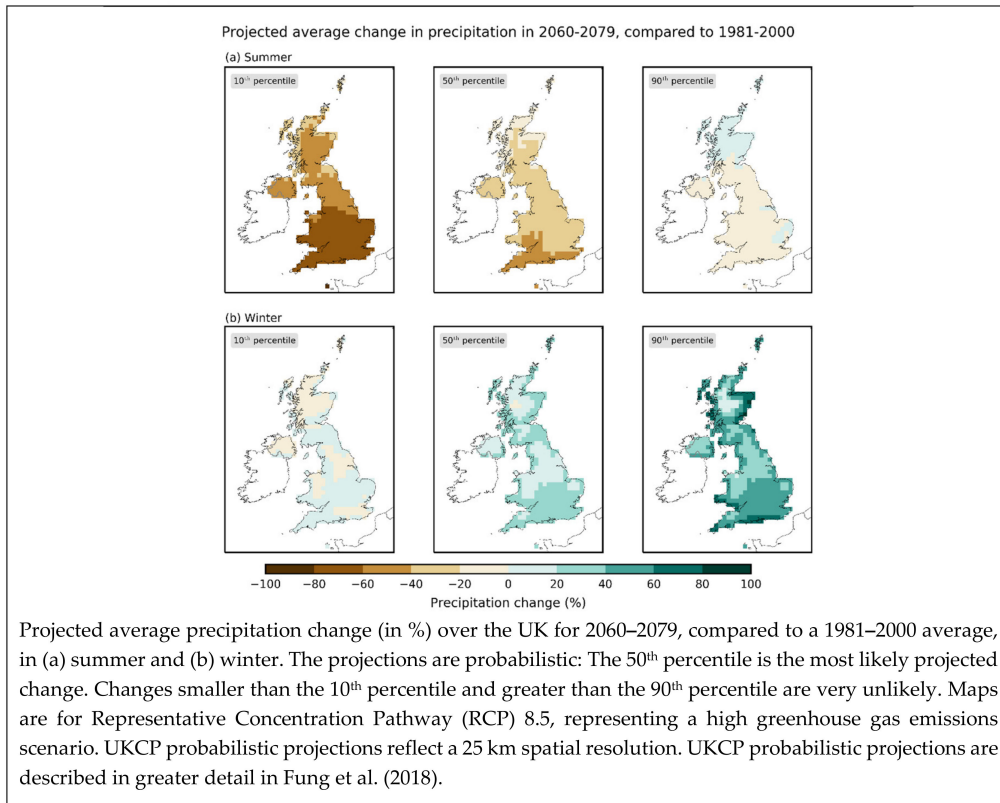 Projected average change in precipitation in 2060-2079, compared to 1981-2000
(a) Summer
10th percentile
50th percentile
90th percentile
(b) Winter
10th percentile
50th percentile
90th percentile
−100 −80 −60 −40 −20 0 20 40 60 80 100
Precipitation change (%)
Projected average precipitation change (in %) over the UK for 2060–2079, compared to a 1981–2000 average,
in (a) summer and (b) winter. The projections are probabilistic: The 50th percentile is the most likely projected
change. Changes smaller than the 10th percentile and greater than the 90th percentile are very unlikely. Maps
are for Representative Concentration Pathway (RCP) 8.5, representing a high greenhouse gas emissions
scenario. UKCP probabilistic projections reflect a 25 km spatial resolution. UKCP probabilistic projections are
described in greater detail in Fung et al. (2018).